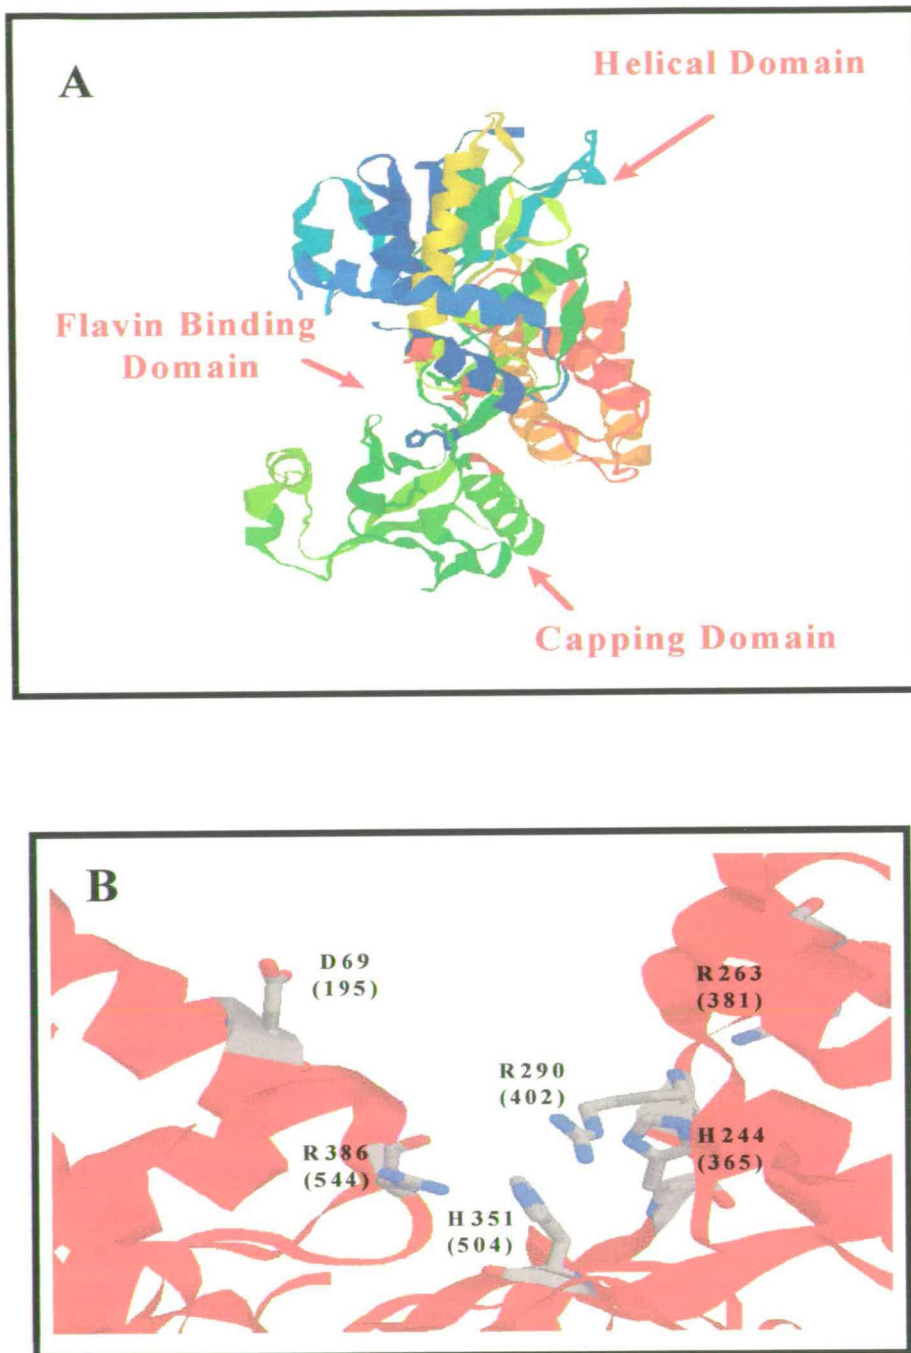 A
Helical Domain
Flavin Binding
Domain
Capping Domain
B
D69
(195)
R263
(381)
R290
(402)
H244
(365)
R386
(544)
H351
(504)